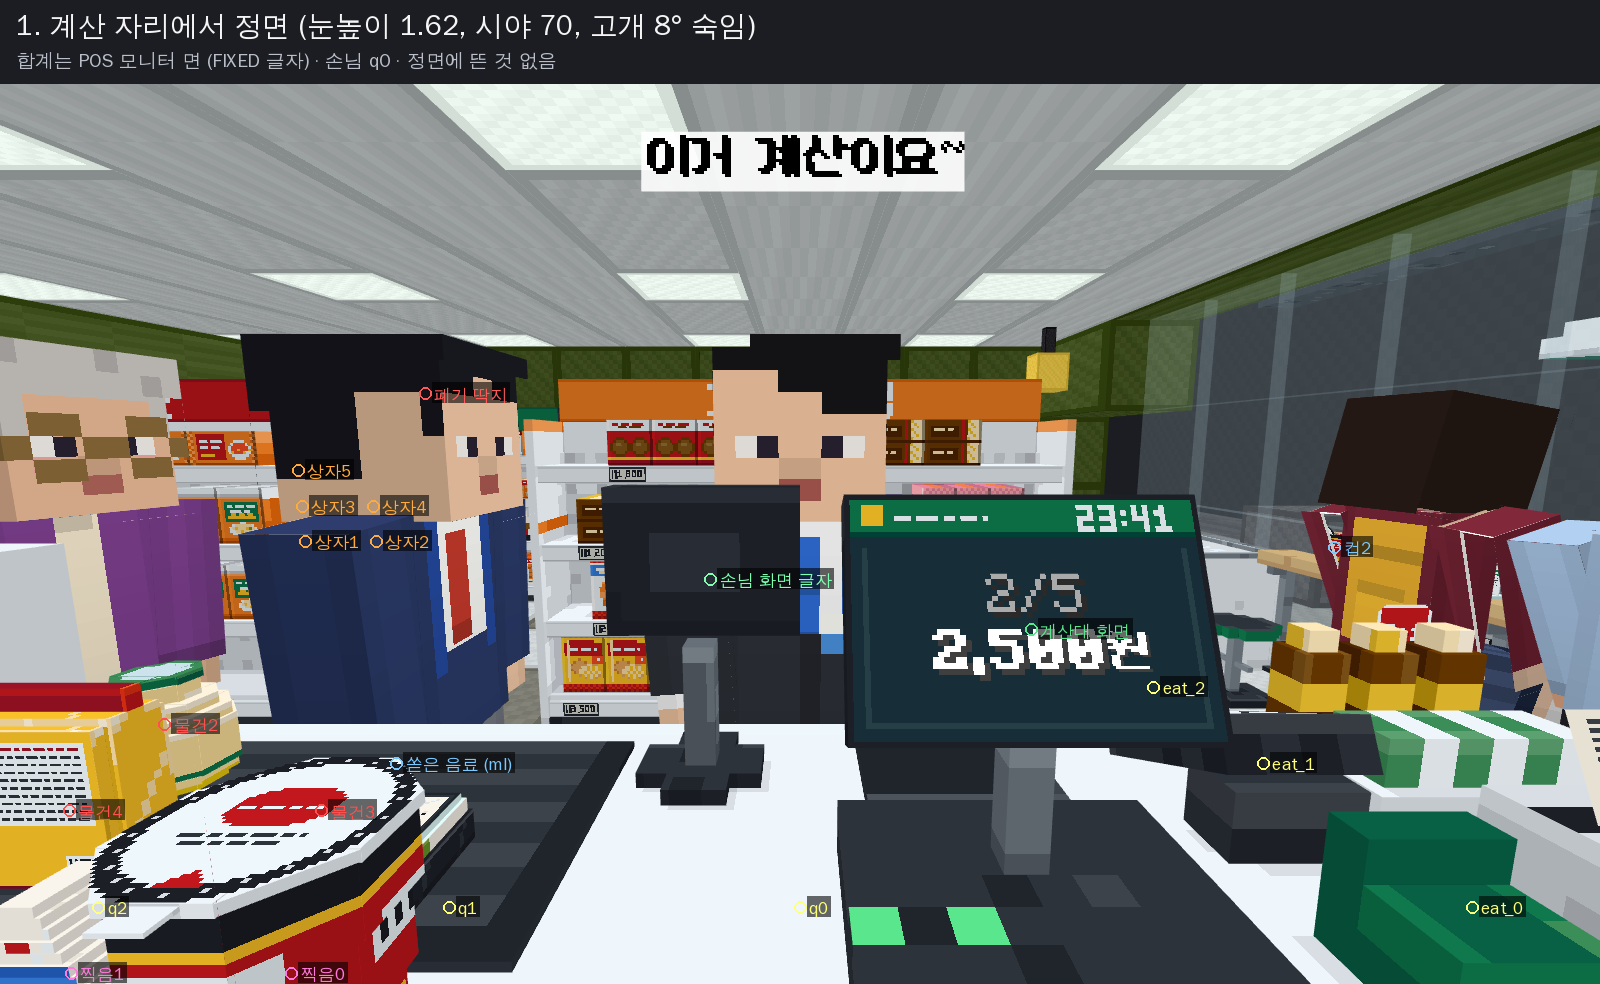 1. 계산 자리에서 정면 (눈높이 1.62, 시야 70, 고개 8° 숙임)
합계는 POS 모니터 면 (FIXED 글자) · 손님 q0 · 정면에 뜬 것 없음
이거 계산이요~
폐기 딱지
상자5
상자3
상자4
상자1
상자2
23:41
컵2
손님 화면 글자
2/5
계산대 화면
2,500원
eat_2
물건2
쏟은 음료 (ml)
eat_1
물건4
물건3
q2
q1
q0
eat_0
찍음1
찍음0